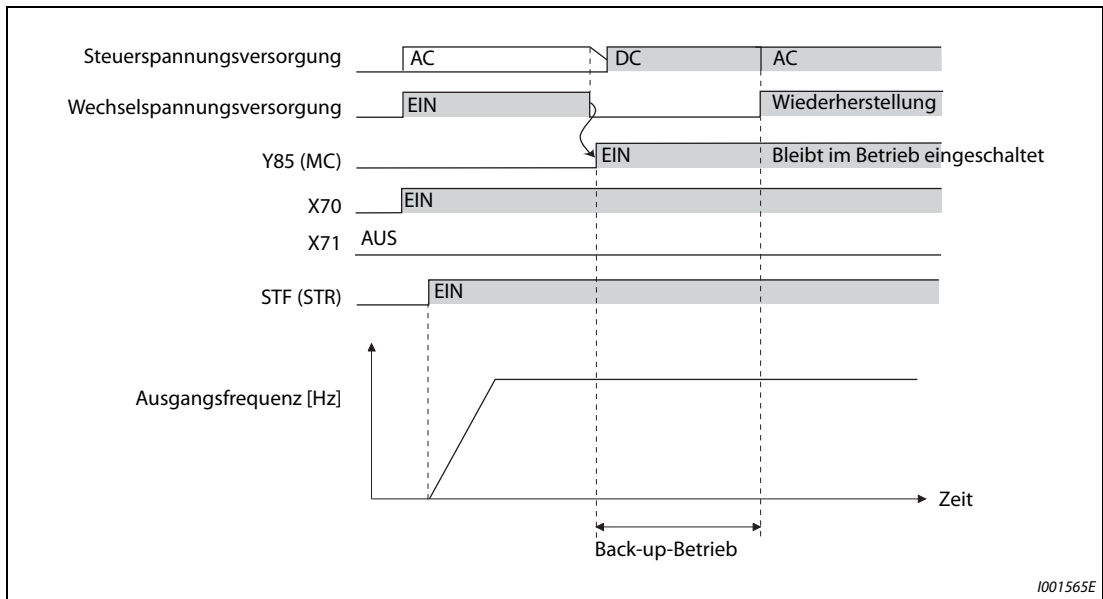 Steuerspannungsversorgung AC DC AC
Wechselspannungsversorgung EIN Wiederherstellung
Y85 (MC) EIN Bleibt im Betrieb eingeschaltet
X70 EIN
X71 AUS
STF (STR) EIN
Ausgangsfrequenz [Hz]
Zeit
Back-up-Betrieb
I001565E